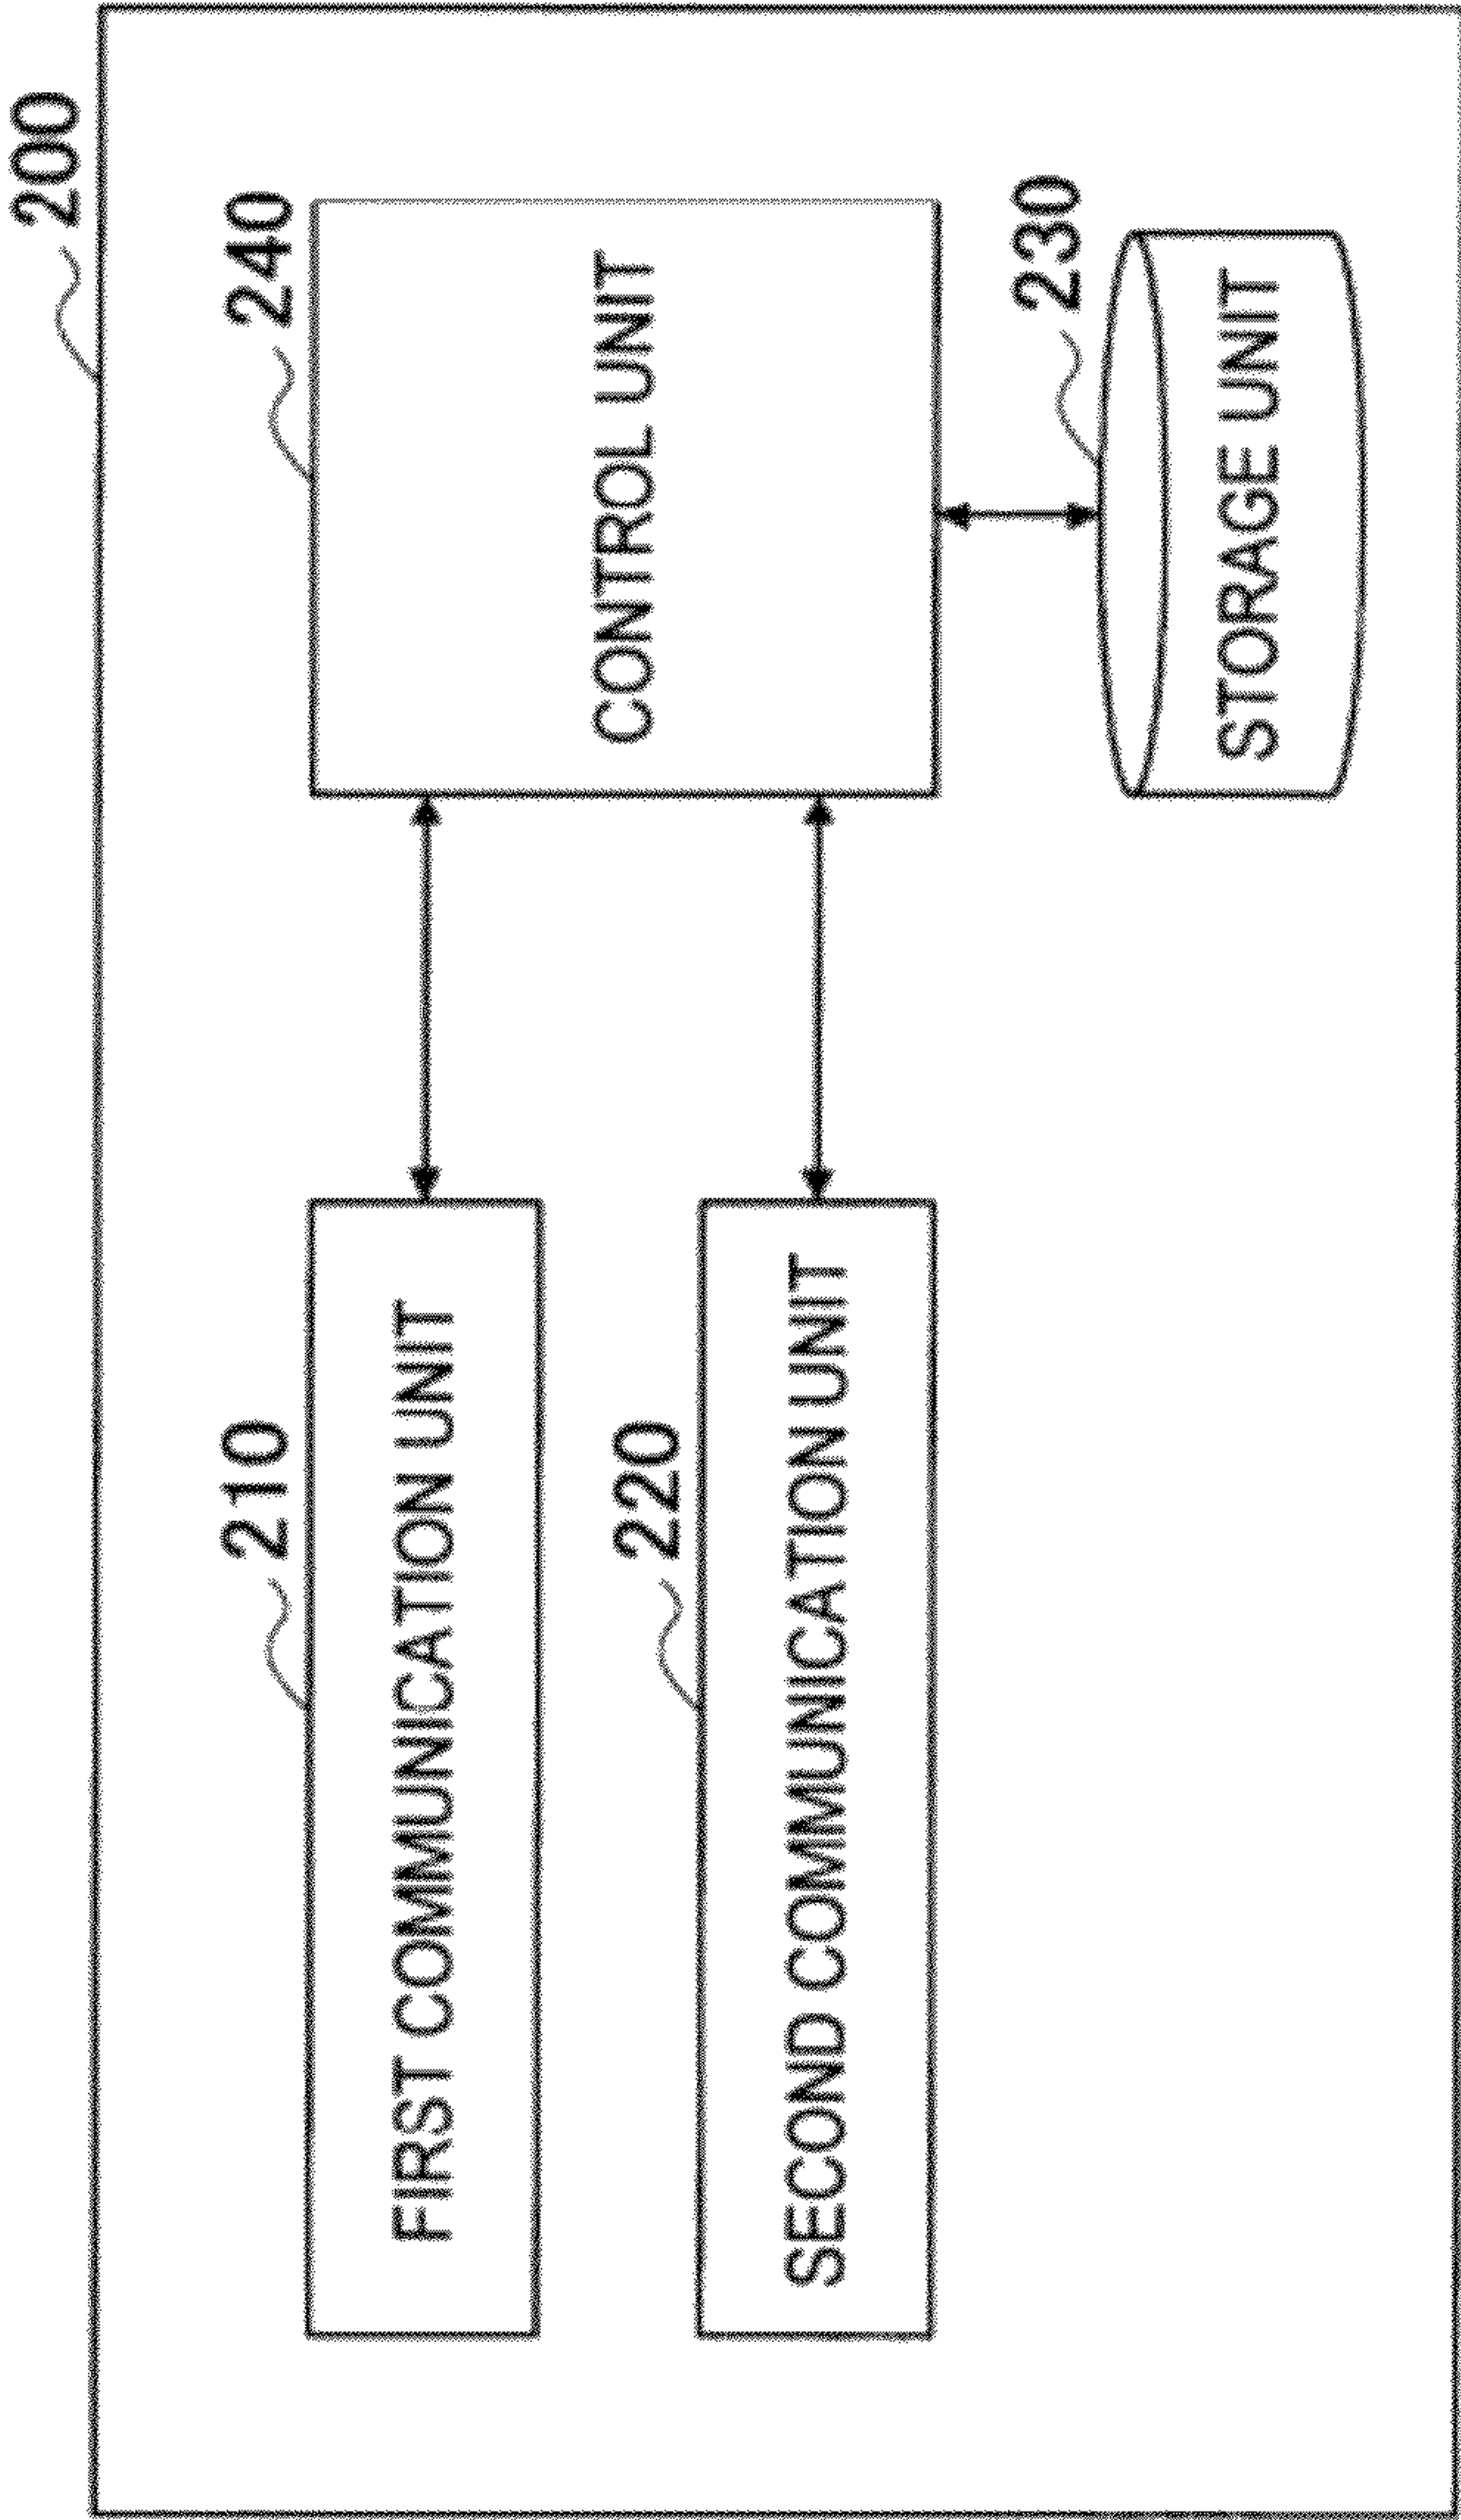 200
210
FIRST COMMUNICATION UNIT
240
CONTROL UNIT
220
SECOND COMMUNICATION UNIT
230
STORAGE UNIT